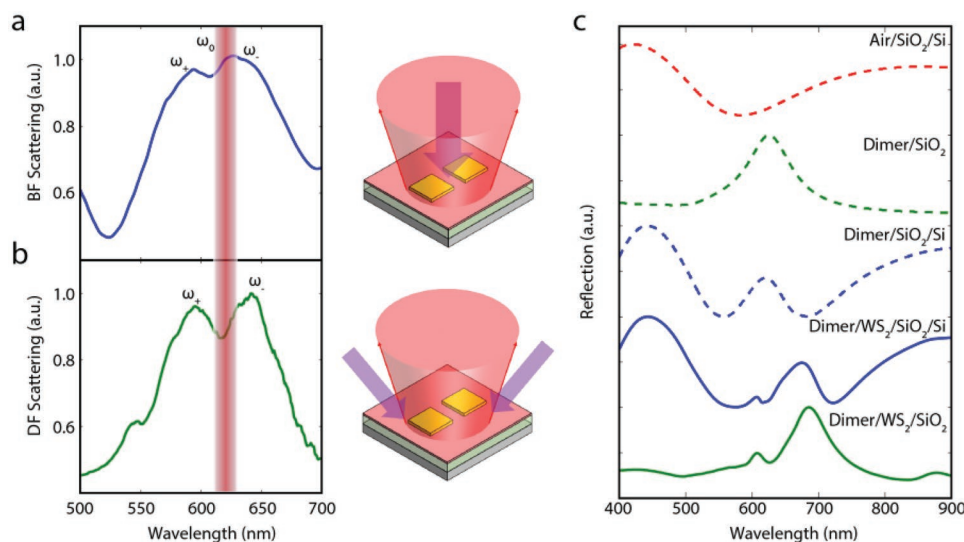 a
ω₊
ω₀
ω₋
1.0
0.8
0.6
BF Scattering (a.u.)
b
ω₊
ω₋
1.0
0.8
0.6
DF Scattering (a.u.)
500
550
600
650
700
Wavelength (nm)
c
Air/SiO₂/Si
Dimer/SiO₂
Dimer/SiO₂/Si
Dimer/WS₂/SiO₂/Si
Dimer/WS₂/SiO₂
Reflection (a.u.)
400
500
600
700
800
900
Wavelength (nm)